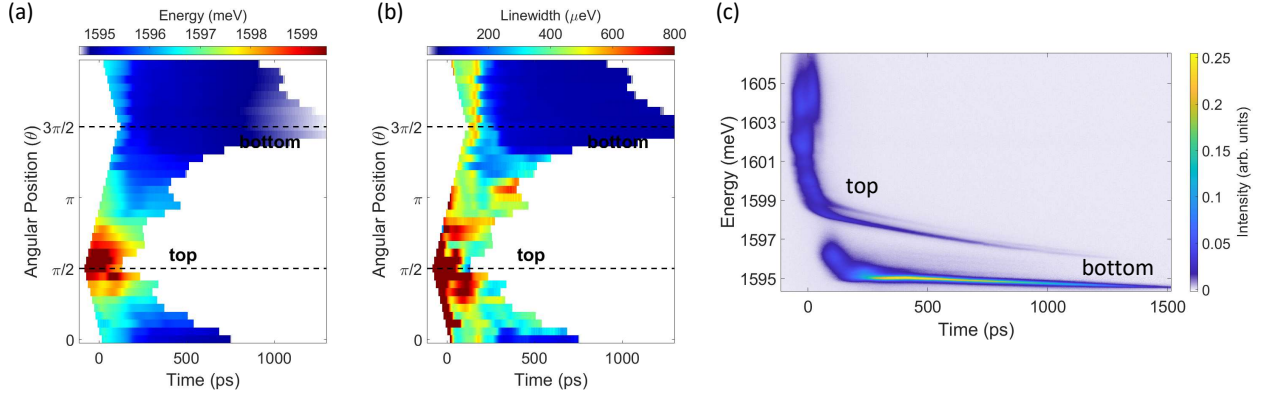 (a)
Energy (meV)
1595 1596 1597 1598 1599
Angular Position (θ)
3π/2
π
π/2
0
bottom
top
0 500 1000
Time (ps)
(b)
Linewidth (μeV)
200 400 600 800
Angular Position (θ)
3π/2
π
π/2
0
bottom
top
0 500 1000
Time (ps)
(c)
Energy (meV)
1605
1603
1601
1599
1597
1595
top
bottom
0 500 1000 1500
Time (ps)
0.25
0.2
0.15
0.1
0.05
0
Intensity (arb. units)